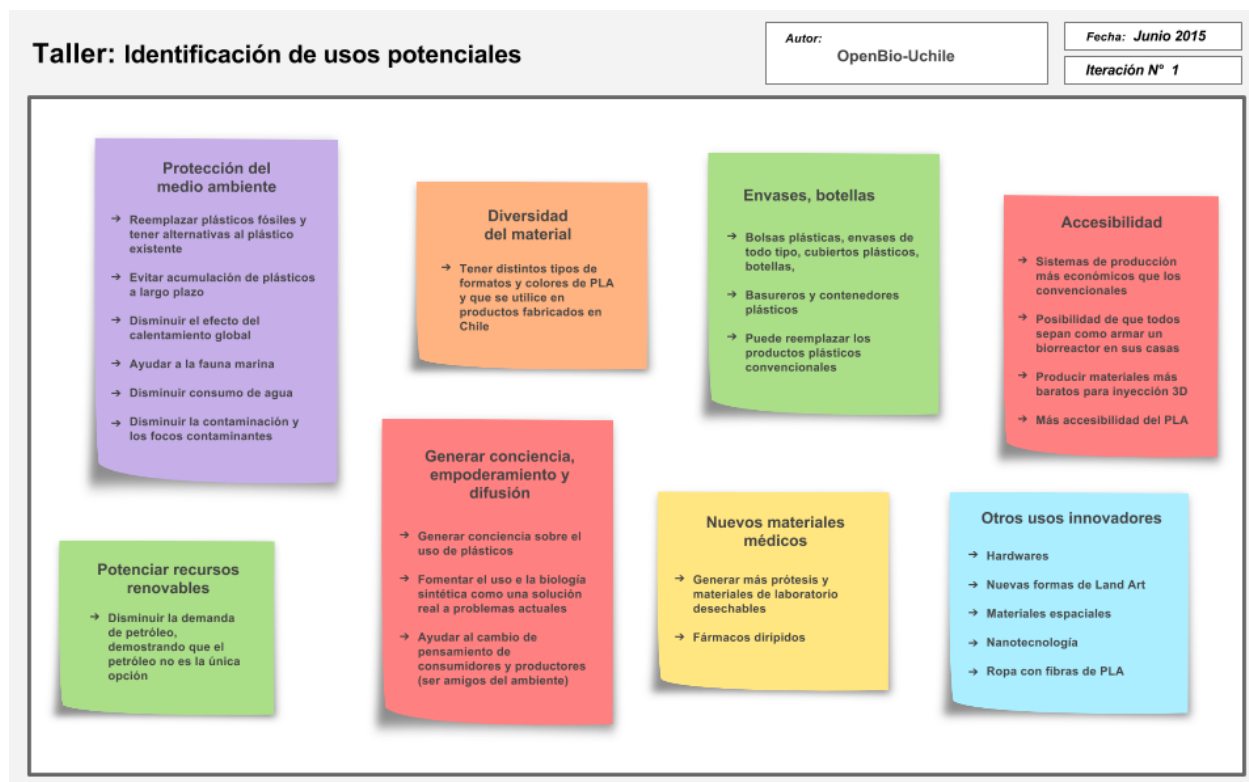 Taller: Identificación de usos potenciales
Autor:
OpenBio-Uchile
Fecha: Junio 2015
Iteración N° 1
Protección del
medio ambiente
→ Reemplazar plásticos fósiles y
tener alternativas al plástico
existente
→ Evitar acumulación de plásticos
a largo plazo
→ Disminuir el efecto del
calentamiento global
→ Ayudar a la fauna marina
→ Disminuir consumo de agua
→ Disminuir la contaminación y
los focos contaminantes
Diversidad
del material
→ Tener distintos tipos de
formatos y colores de PLA
y que se utilice en
productos fabricados en
Chile
Envases, botellas
→ Bolsas plásticas, envases de
todo tipo, cubiertos plásticos,
botellas,
→ Basureros y contenedores
plásticos
→ Puede reemplazar los
productos plásticos
convencionales
Accesibilidad
→ Sistemas de producción
más económicos que los
convencionales
→ Posibilidad de que todos
sepan como armar un
biorreactor en sus casas
→ Producir materiales más
baratos para inyección 3D
→ Más accesibilidad del PLA
Potenciar recursos
renovables
→ Disminuir la demanda
de petróleo,
demostrando que el
petróleo no es la única
opción
Generar conciencia,
empoderamiento y
difusión
→ Generar conciencia sobre el
uso de plásticos
→ Fomentar el uso e la biología
sintética como una solución
real a problemas actuales
→ Ayudar al cambio de
pensamiento de
consumidores y productores
(ser amigos del ambiente)
Nuevos materiales
médicos
→ Generar más prótesis y
materiales de laboratorio
desechables
→ Fármacos diripidos
Otros usos innovadores
→ Hardwares
→ Nuevas formas de Land Art
→ Materiales espaciales
→ Nanotecnología
→ Ropa con fibras de PLA